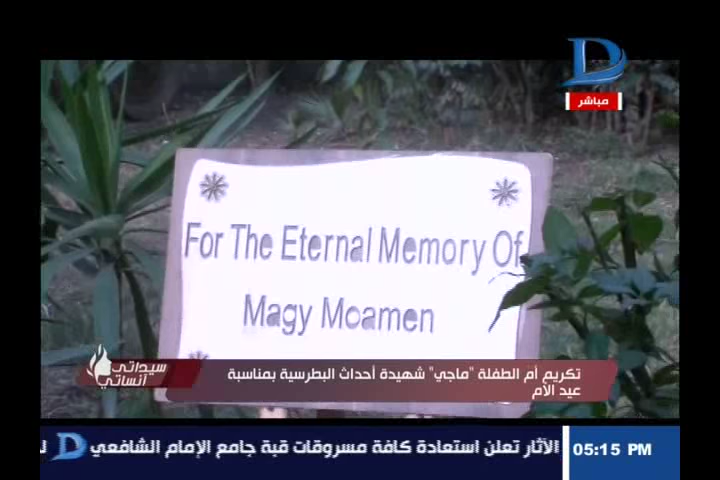 D
مباشر
For The Eternal Memory Of
Magy Moamen
سيداتي
آنساتي
تكريم أم الطفلة "ماجي" شهيدة أحداث البطرسية بمناسبة
عيد الأم
الآثار تعلن استعادة كافة مسروقات قبة جامع الإمام الشافعي
05:15 PM